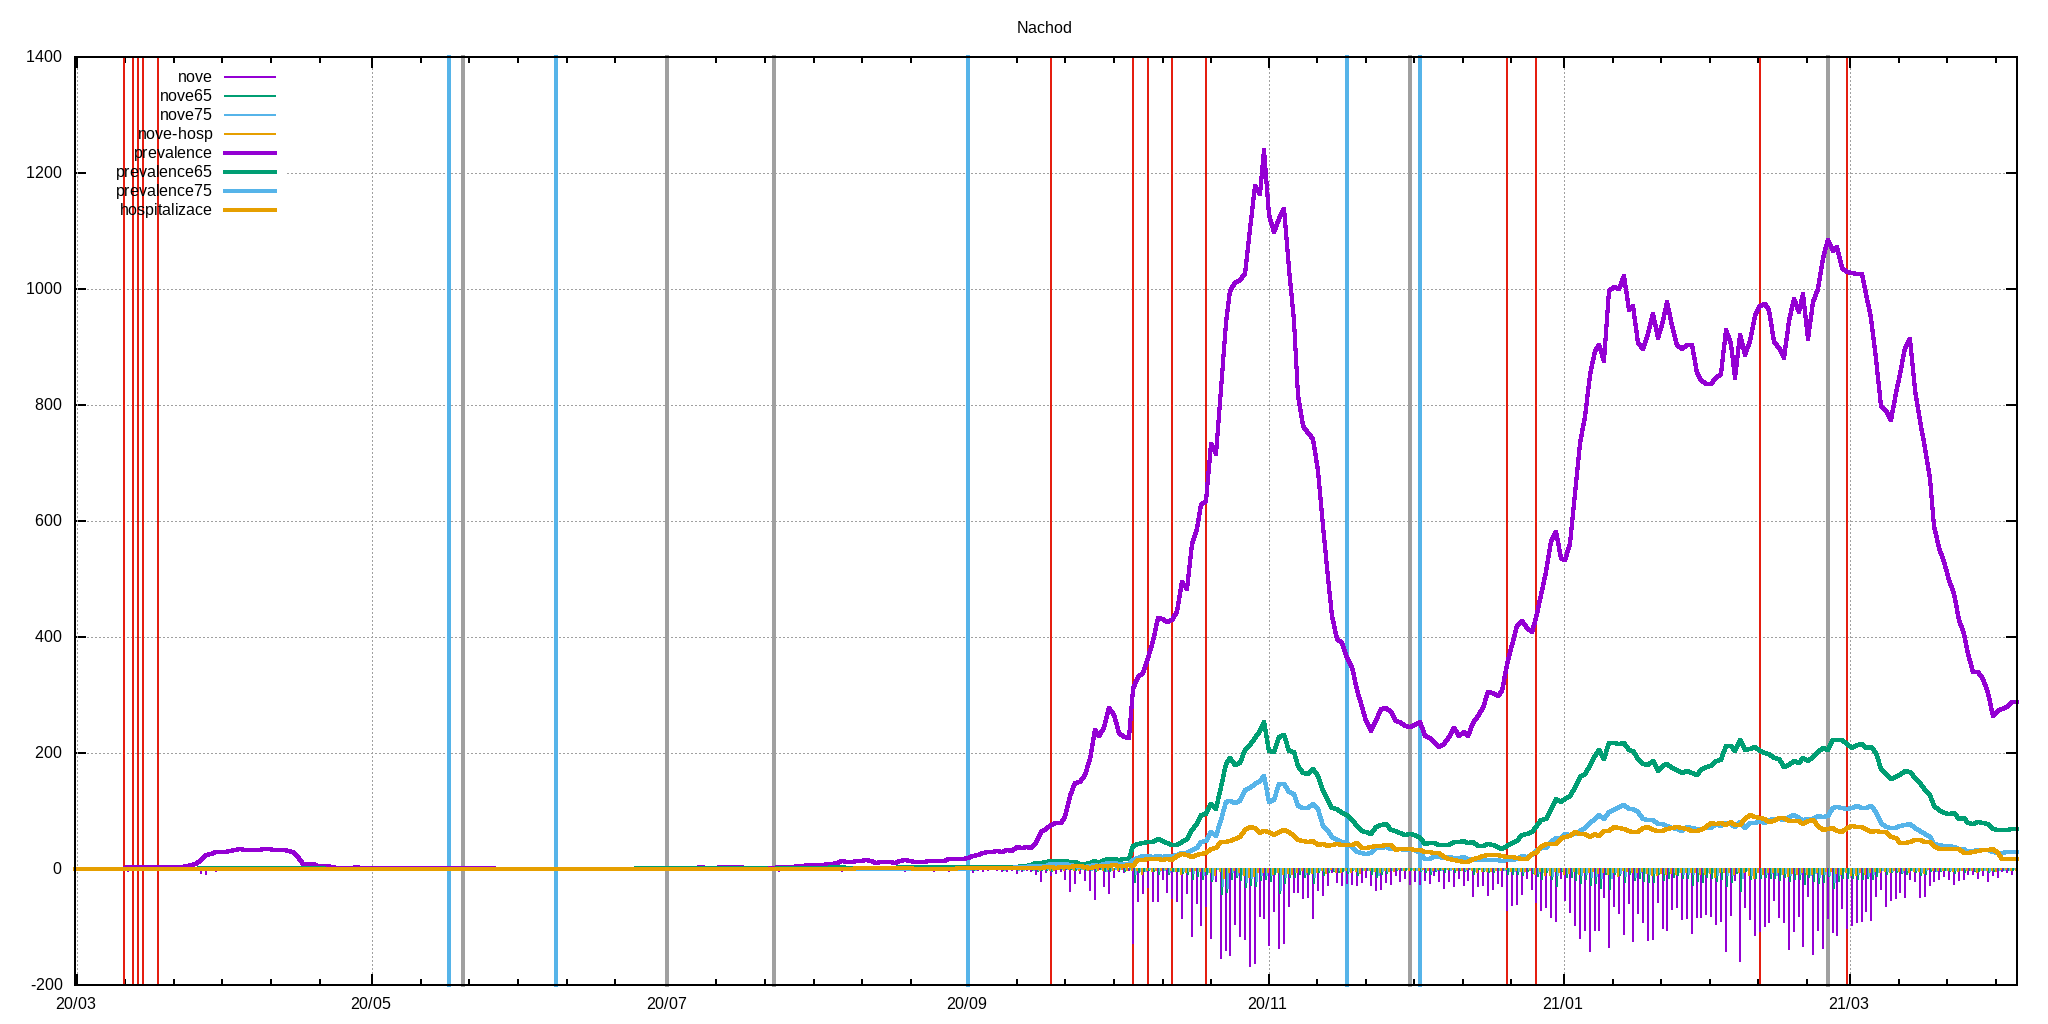 Nachod
1400
1200
1000
800
600
400
200
0
-200
nove
nove65
nove75
nove-hosp
prevalence
prevalence65
prevalence75
hospitalizace
20/03 20/05 20/07 20/09 20/11 21/01 21/03